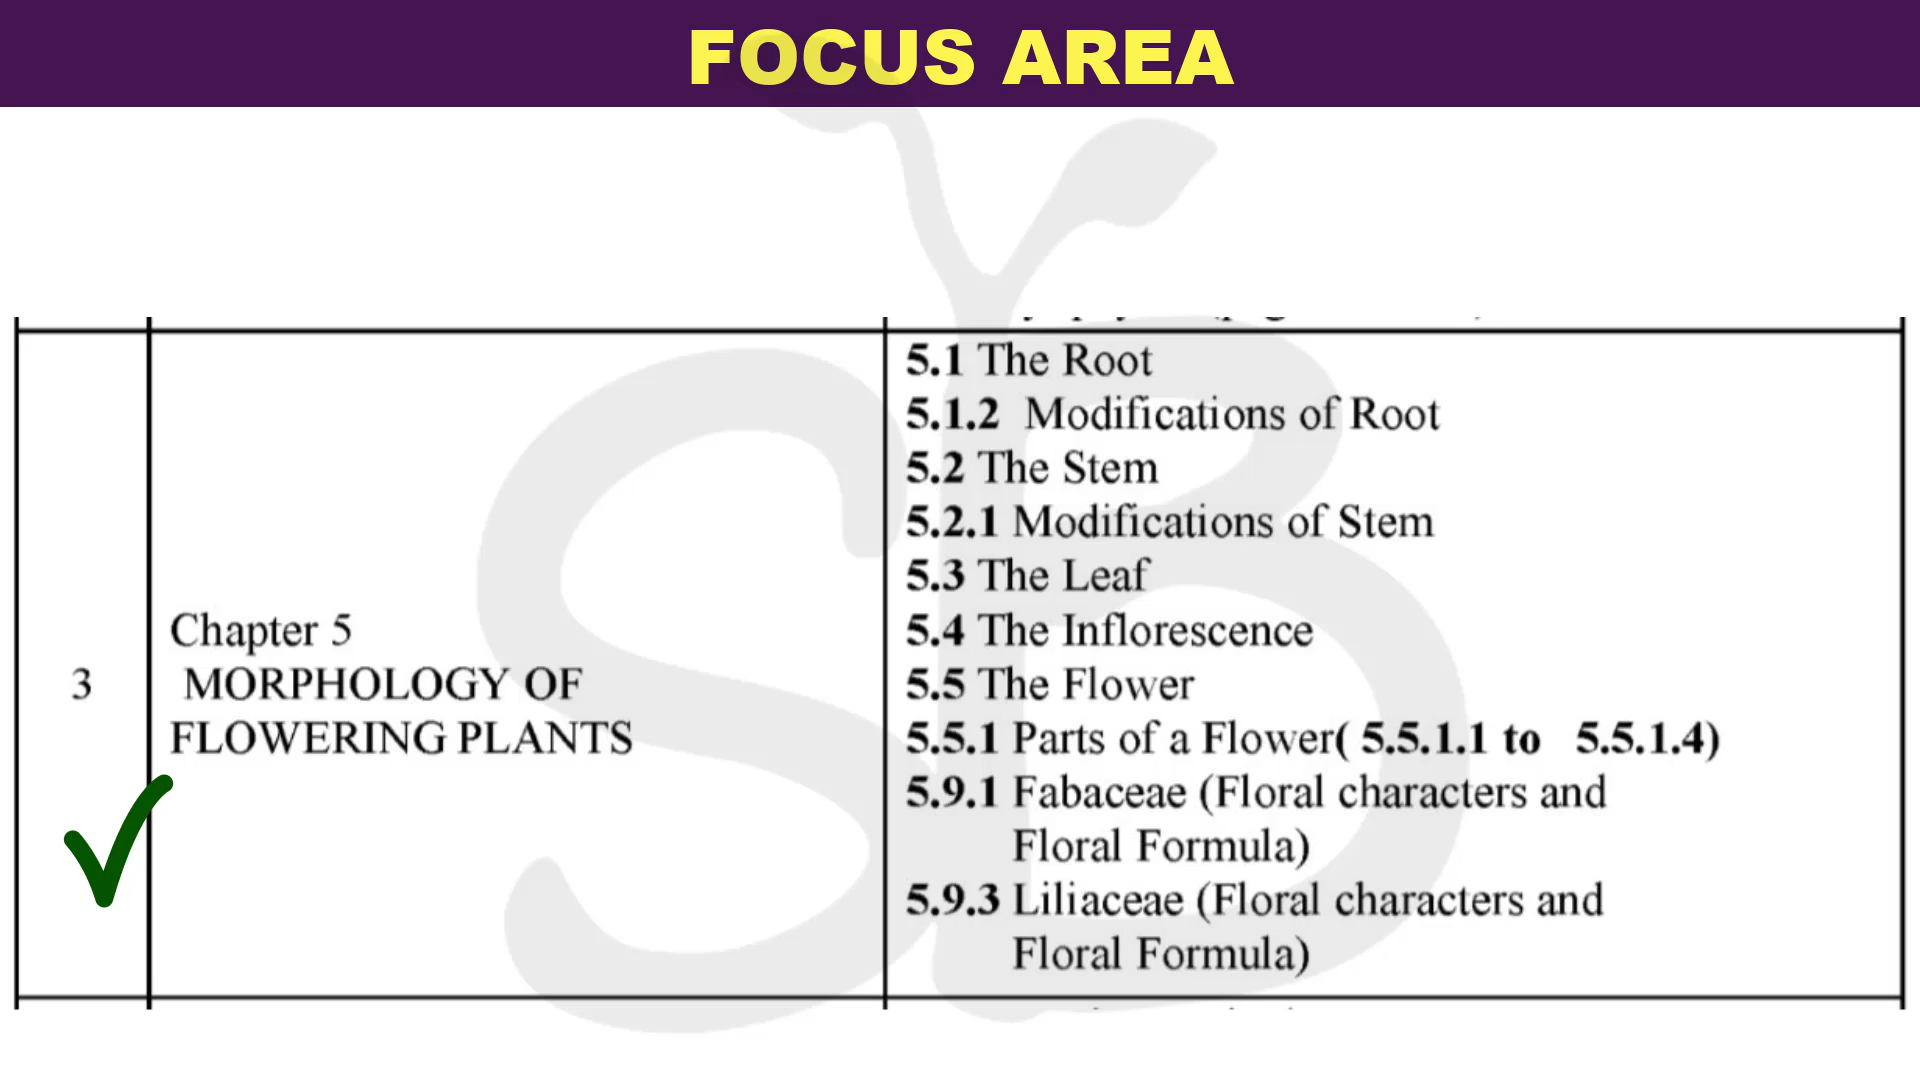 FOCUS AREA
5.1 The Root
5.1.2 Modifications of Root
5.2 The Stem
5.2.1 Modifications of Stem
5.3 The Leaf
5.4 The Inflorescence
5.5 The Flower
5.5.1 Parts of a Flower( 5.5.1.1 to 5.5.1.4)
5.9.1 Fabaceae (Floral characters and
Floral Formula)
5.9.3 Liliaceae (Floral characters and
Floral Formula)
3
Chapter 5
MORPHOLOGY OF
FLOWERING PLANTS
SB